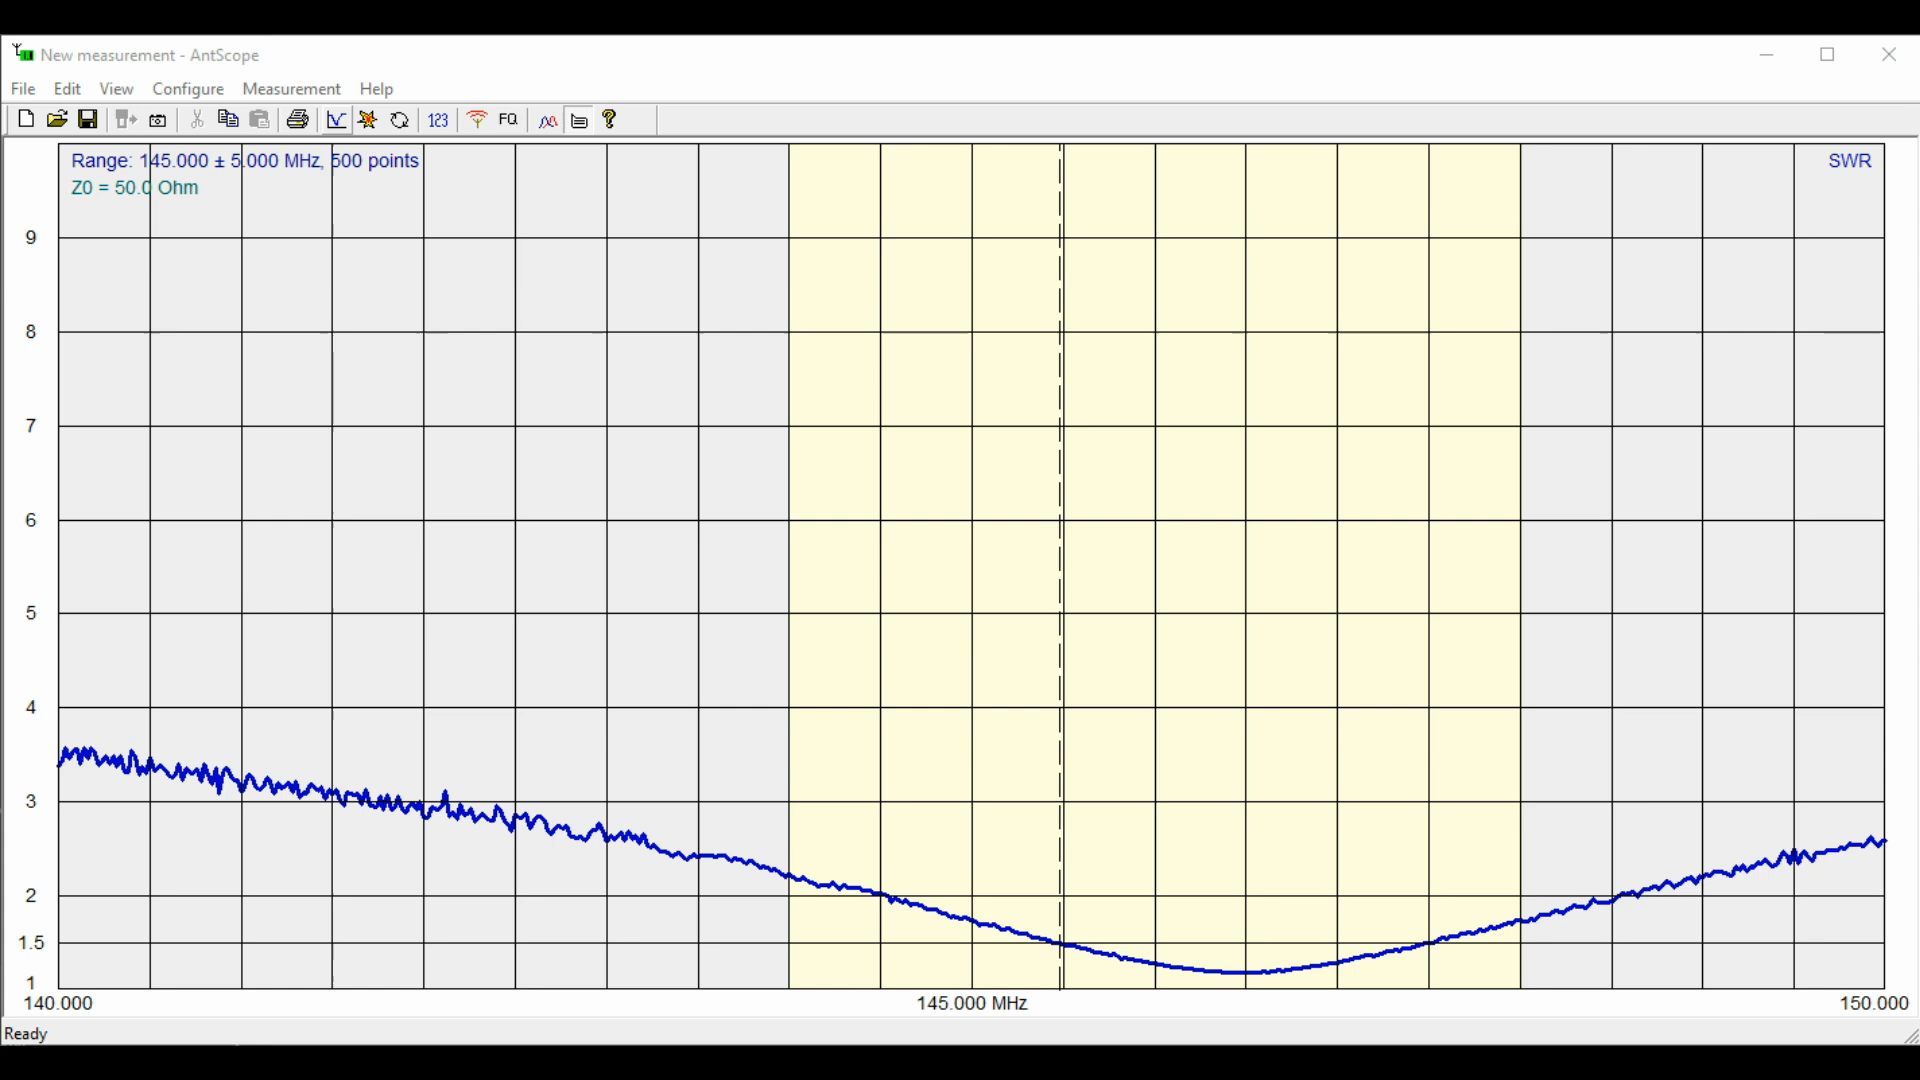 New measurement - AntScope
File Edit View Configure Measurement Help
123 FQ ?
Range: 145.000 ± 5.000 MHz, 500 points
SWR
Z0 = 50.0 Ohm
9
8
7
6
5
4
3
2
1.5
1
140.000 145.000 MHz 150.000
Ready